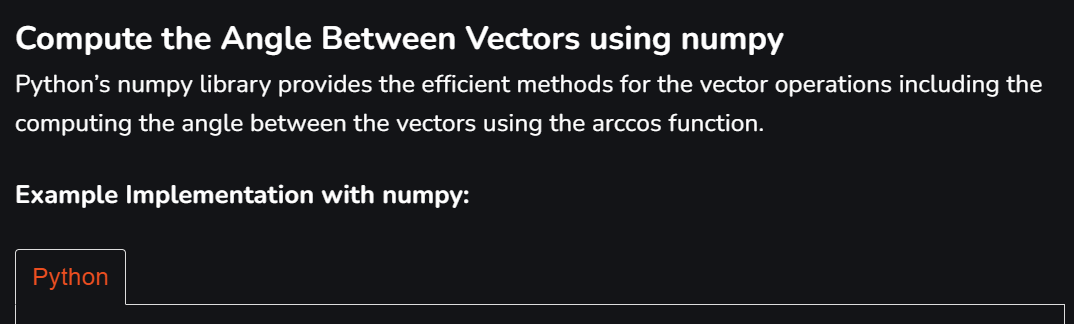 Compute the Angle Between Vectors using numpy
Python’s numpy library provides the efficient methods for the vector operations including the
computing the angle between the vectors using the arccos function.
Example Implementation with numpy:
Python